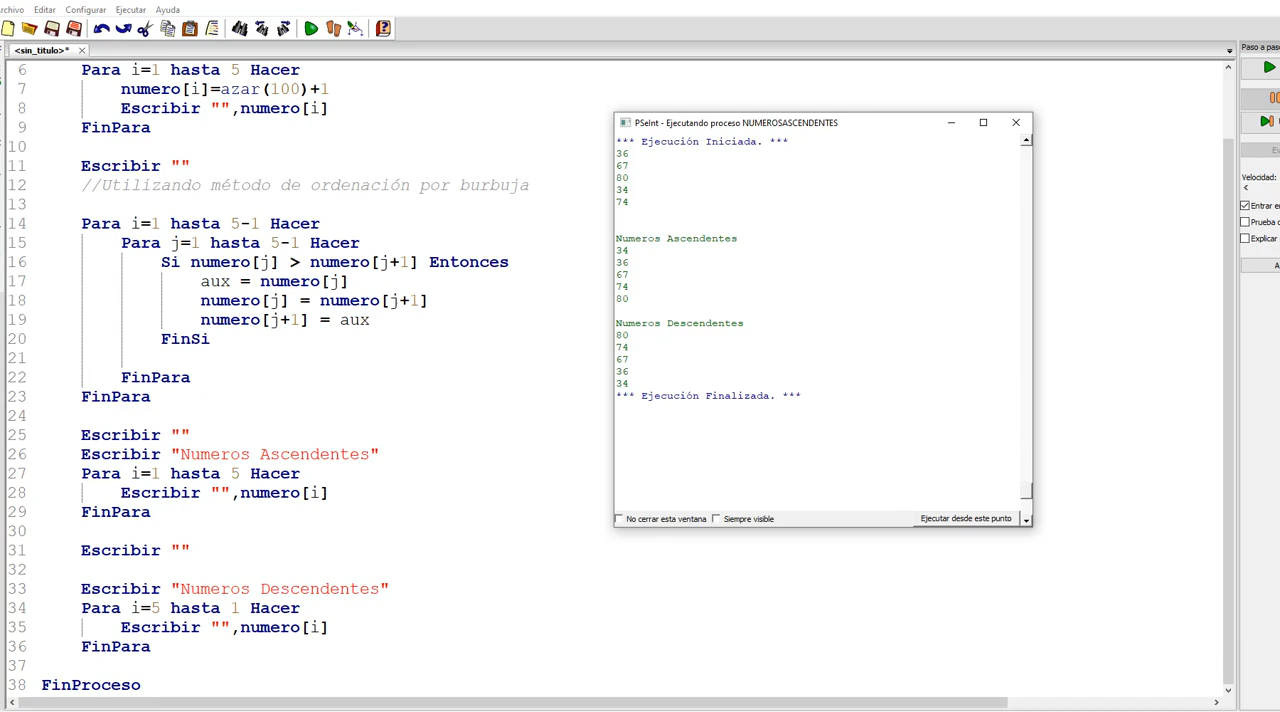 Archivo Editar Configurar Ejecutar Ayuda
<sin_titulo>*
6 Para i=1 hasta 5 Hacer
7 numero[i]=azar(100)+1
8 Escribir "",numero[i]
9 FinPara
10
11 Escribir ""
12 //Utilizando método de ordenación por burbuja
13
14 Para i=1 hasta 5-1 Hacer
15 Para j=1 hasta 5-1 Hacer
16 Si numero[j] > numero[j+1] Entonces
17 aux = numero[j]
18 numero[j] = numero[j+1]
19 numero[j+1] = aux
20 FinSi
21
22 FinPara
23 FinPara
24
25 Escribir ""
26 Escribir "Numeros Ascendentes"
27 Para i=1 hasta 5 Hacer
28 Escribir "",numero[i]
29 FinPara
30
31 Escribir ""
32
33 Escribir "Numeros Descendentes"
34 Para i=5 hasta 1 Hacer
35 Escribir "",numero[i]
36 FinPara
37
38 FinProceso
PSeInt - Ejecutando proceso NUMEROSASCENDENTES
*** Ejecución Iniciada. ***
36
67
80
34
74
Numeros Ascendentes
34
36
67
74
80
Numeros Descendentes
80
74
67
36
34
*** Ejecución Finalizada. ***
No cerrar esta ventana Siempre visible Ejecutar desde este punto
Paso a paso
Velocidad:
Entrar en
Prueba
Explicar